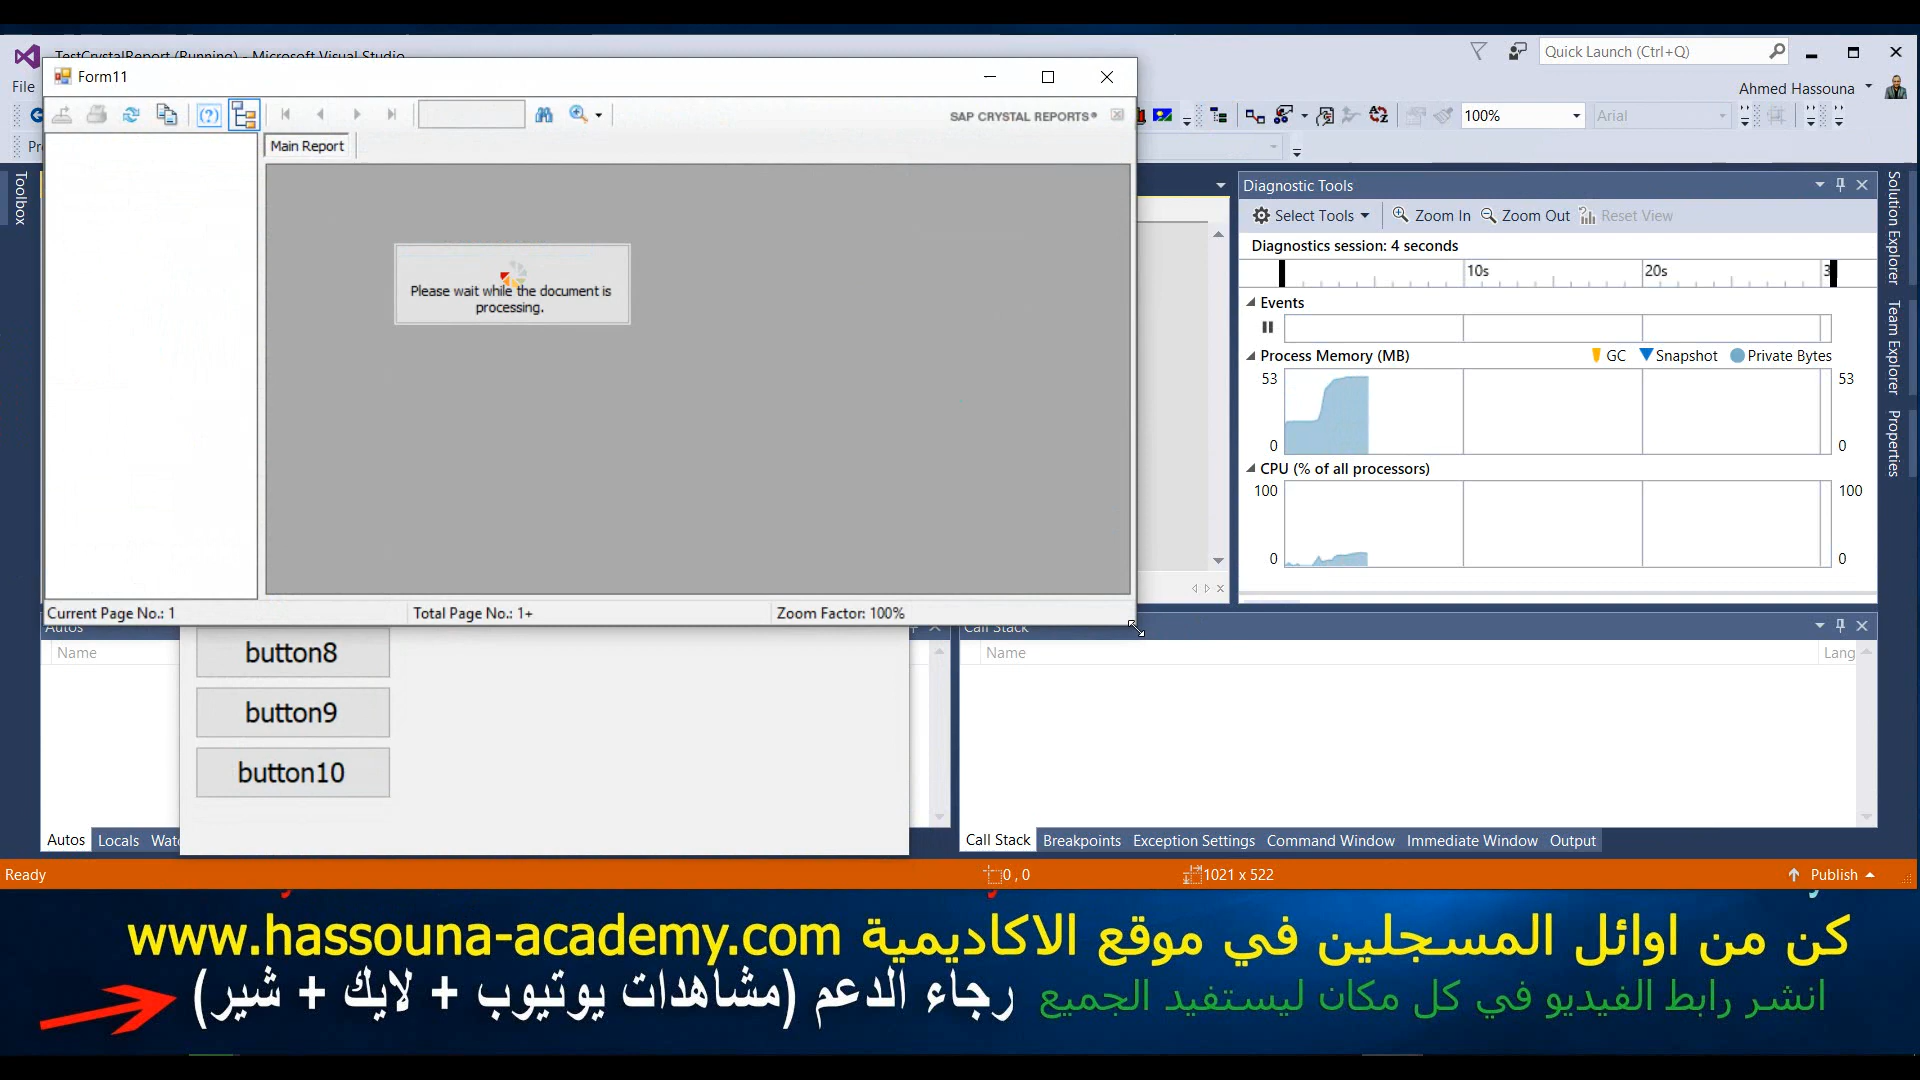 TestCrystalReport (Running) - Microsoft Visual Studio
Quick Launch (Ctrl+Q)
Form11
File
Ahmed Hassouna
SAP CRYSTAL REPORTS®
100%
Arial
Main Report
Pr
Toolbox
Please wait while the document is
processing.
Current Page No.: 1
Total Page No.: 1+
Zoom Factor: 100%
Diagnostic Tools
Select Tools
Zoom In
Zoom Out
Reset View
Diagnostics session: 4 seconds
10s
20s
3
Events
Process Memory (MB)
GC
Snapshot
Private Bytes
53
53
0
0
CPU (% of all processors)
100
100
0
0
Solution Explorer
Team Explorer
Properties
Autos
Name
button8
button9
button10
Autos
Locals
Watc
Call Stack
Name
Lang
Call Stack
Breakpoints
Exception Settings
Command Window
Immediate Window
Output
Ready
0 , 0
1021 x 522
Publish
كن من اوائل المسجلين في موقع الاكاديمية www.hassouna-academy.com
انشر رابط الفيديو في كل مكان ليستفيد الجميع
رجاء الدعم (مشاهدات يوتيوب + لايك + شير)